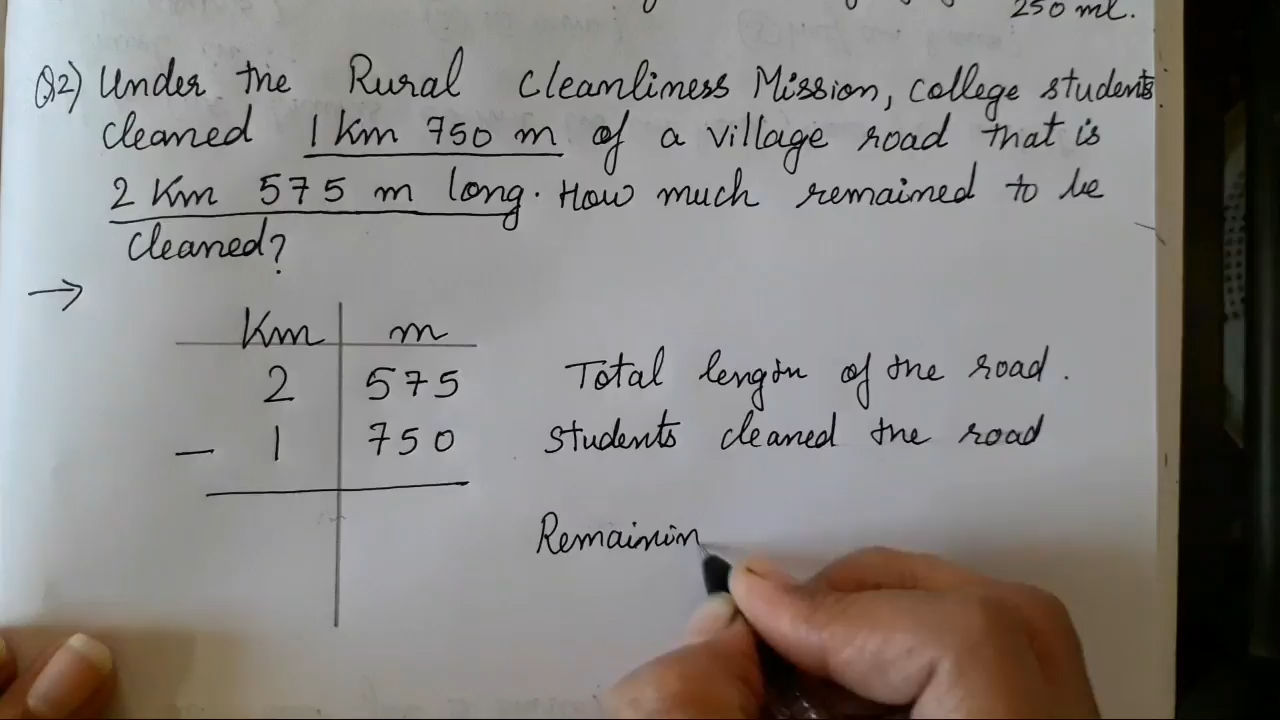 250 ml.
Q2) Under the Rural Cleanliness Mission, college students
cleaned 1 Km 750 m of a village road that is
2 Km 575 m long. How much remained to be
cleaned?
→
Km m
2 575 Total length of the road.
- 1 750 Students cleaned the road
Remainin